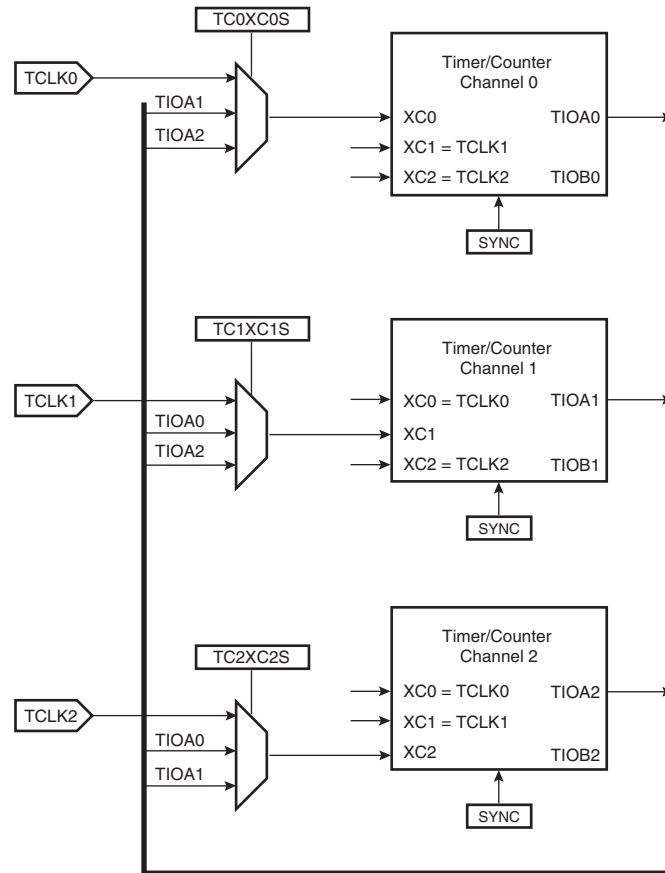 TC0XC0S
TCLK0
TIOA1
TIOA2
Timer/Counter
Channel 0
XC0
TIOA0
XC1 = TCLK1
XC2 = TCLK2
TIOB0
SYNC
TC1XC1S
TCLK1
TIOA0
TIOA2
Timer/Counter
Channel 1
XC0 = TCLK0
TIOA1
XC1
XC2 = TCLK2
TIOB1
SYNC
TC2XC2S
TCLK2
TIOA0
TIOA1
Timer/Counter
Channel 2
XC0 = TCLK0
TIOA2
XC1 = TCLK1
XC2
TIOB2
SYNC